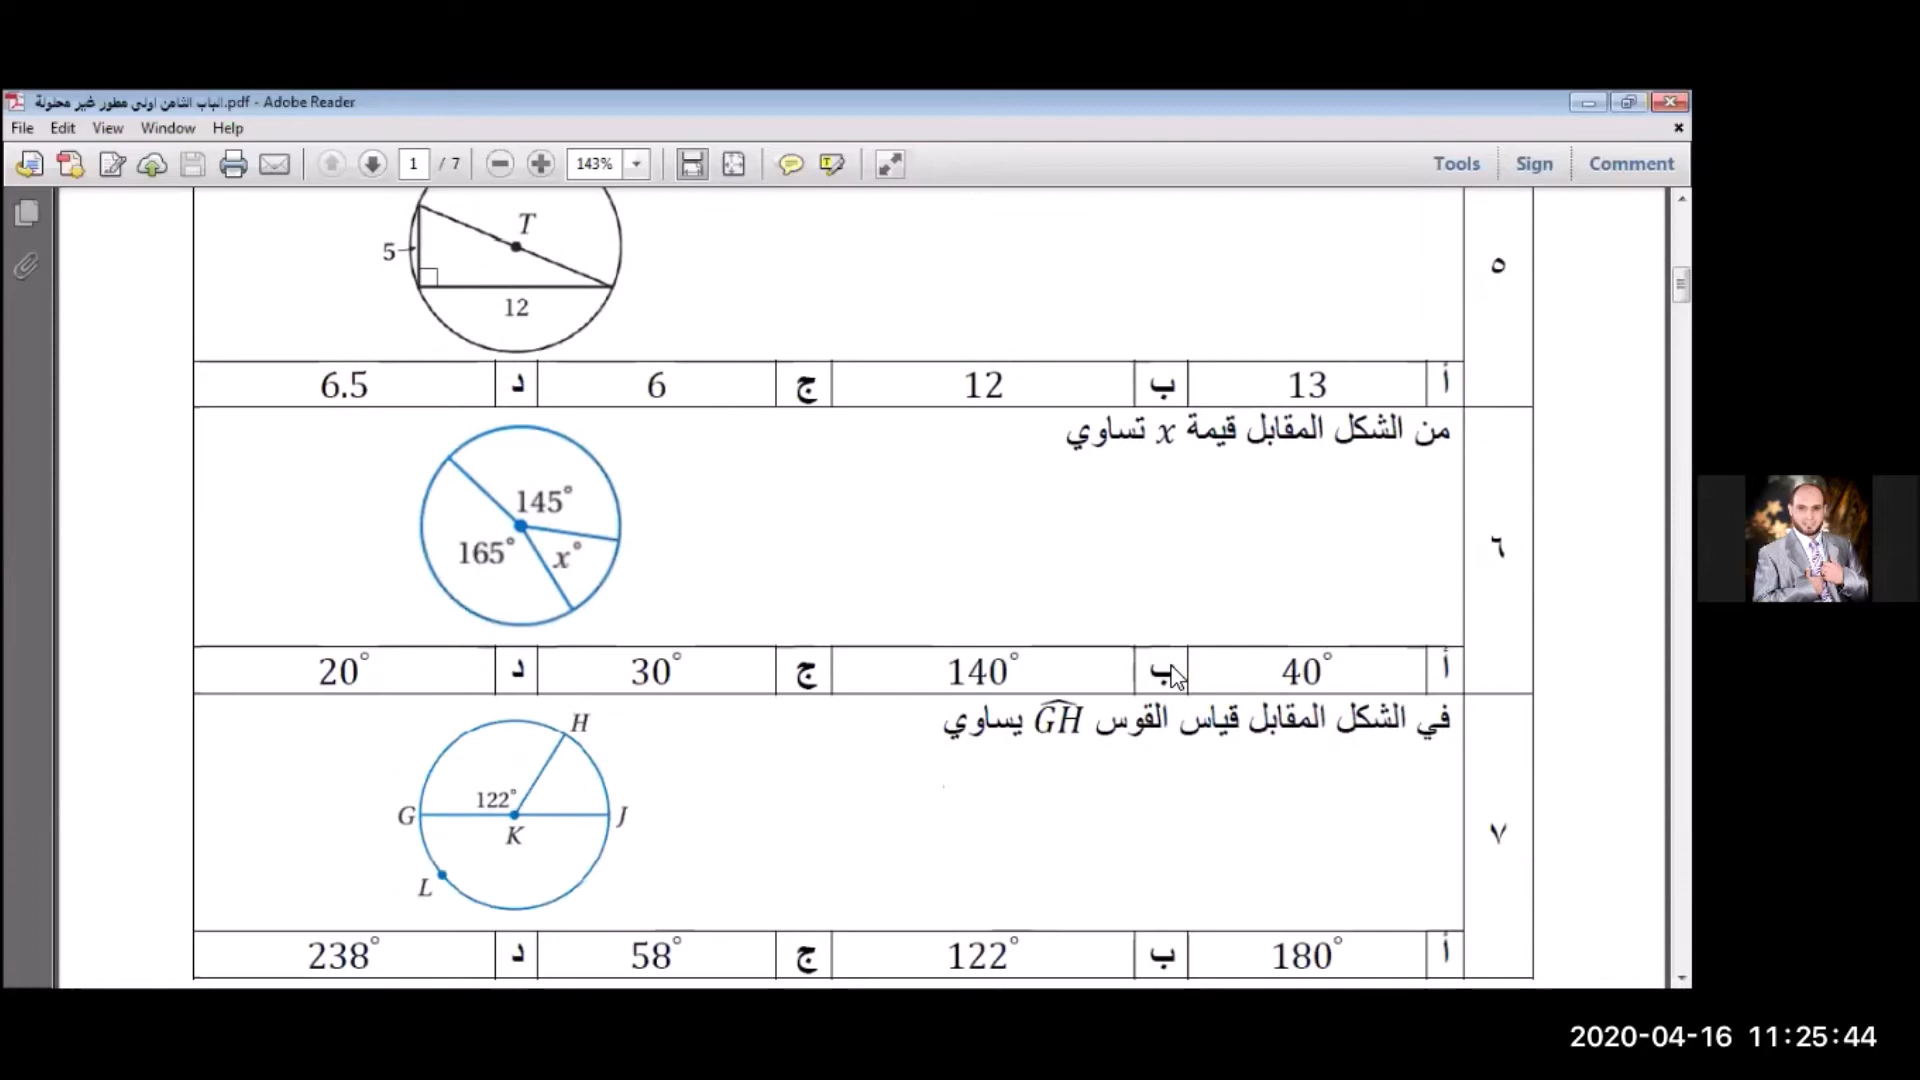 الباب الثامن اولى مطور غير محلولة.pdf - Adobe Reader
File Edit View Window Help
1 / 7 143% Tools Sign Comment
٥
T
5
12
أ 13 ب 12 ج 6 د 6.5
٦
من الشكل المقابل قيمة x تساوي
145°
165° x°
أ 40° ب 140° ج 30° د 20°
٧
في الشكل المقابل قياس القوس GH يساوي
H
122°
G K J
L
أ 180° ب 122° ج 58° د 238°
2020-04-16 11:25:44